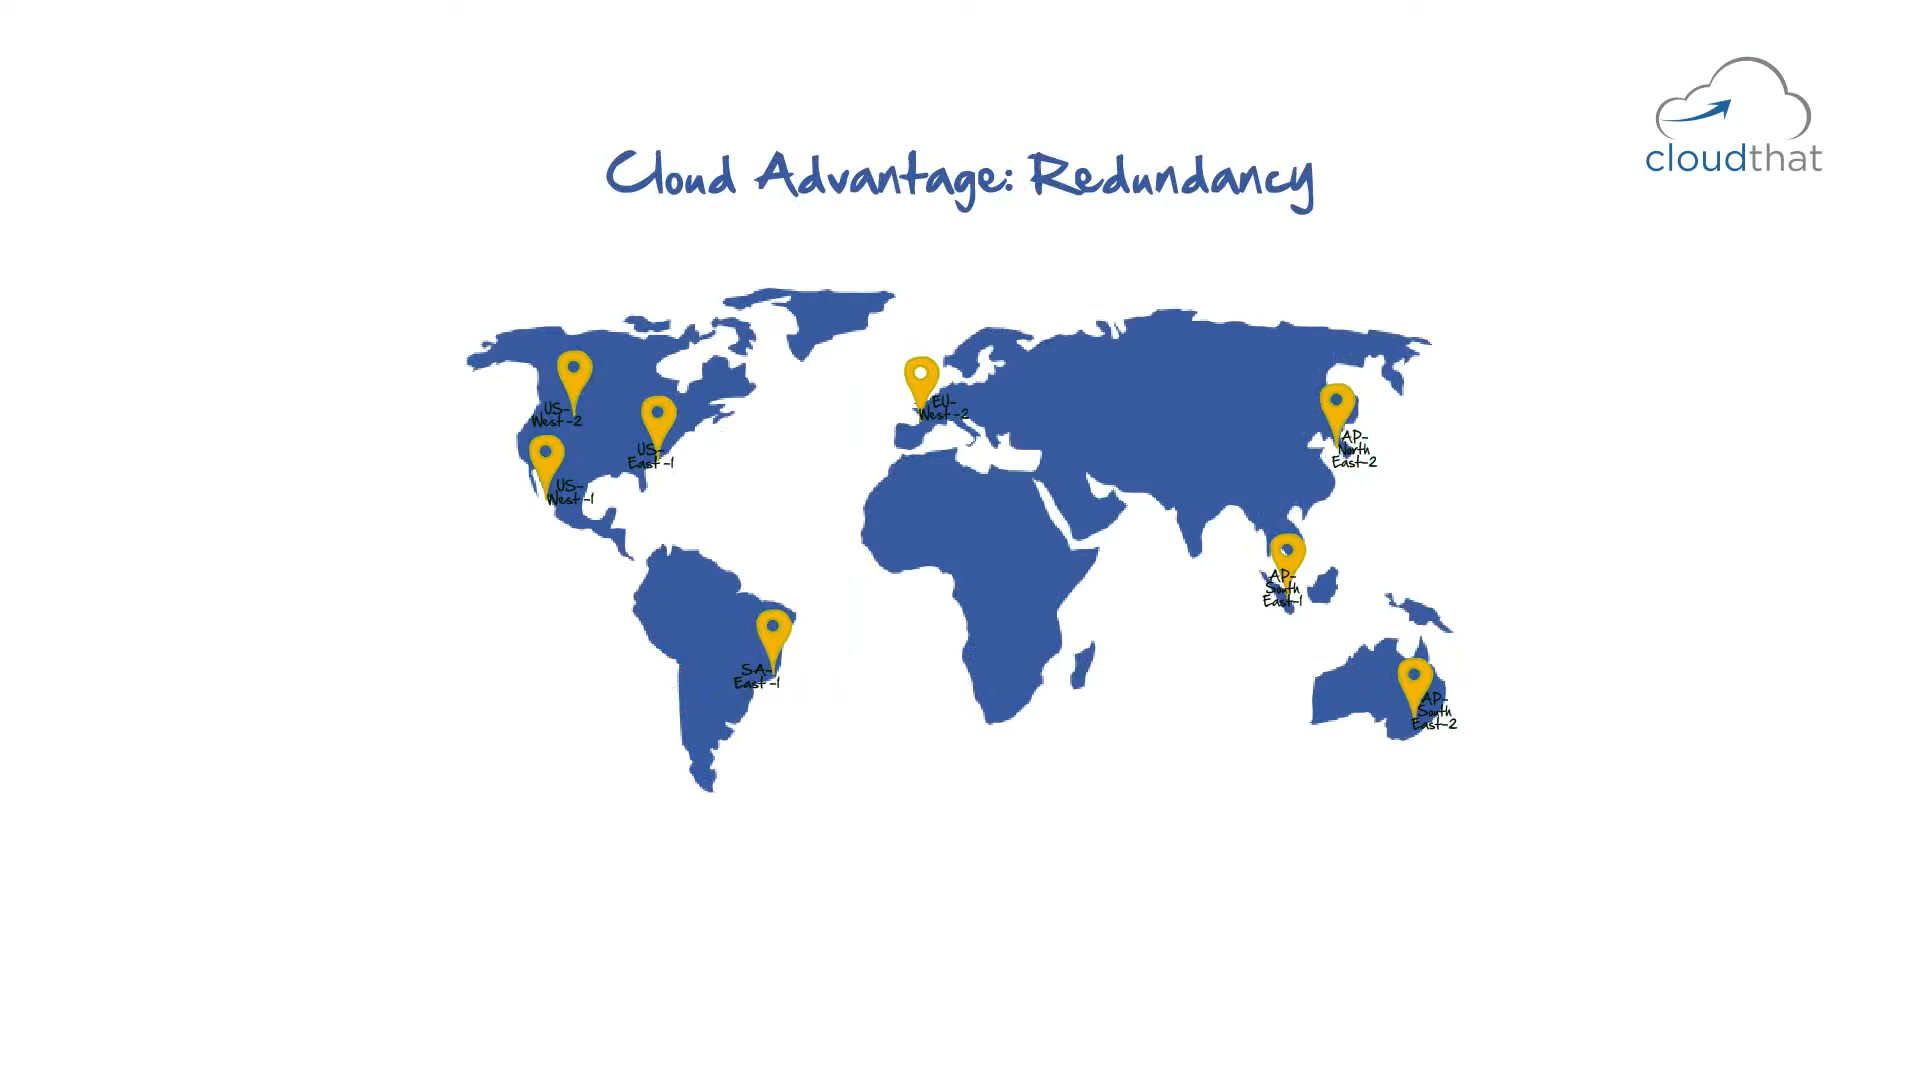 cloudthat
Cloud Advantage: Redundancy
US-
West-2
US-
East-1
US-
West-1
EU-
West-2
AP-
North
East-2
AP-
South
East-1
SA-
East-1
AP-
South
East-2